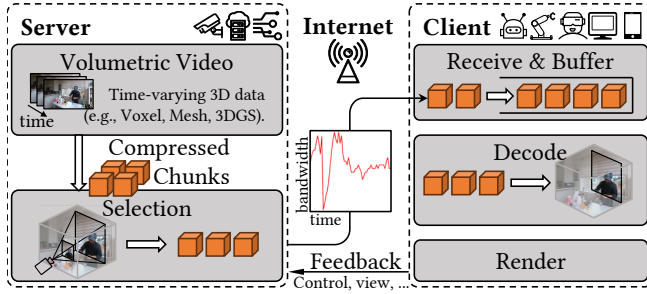 Server
Volumetric Video
time
Time-varying 3D data
(e.g., Voxel, Mesh, 3DGS).
Compressed
Chunks
Selection
Internet
bandwidth
time
Feedback
Control, view, ...
Client
Receive & Buffer
Decode
Render